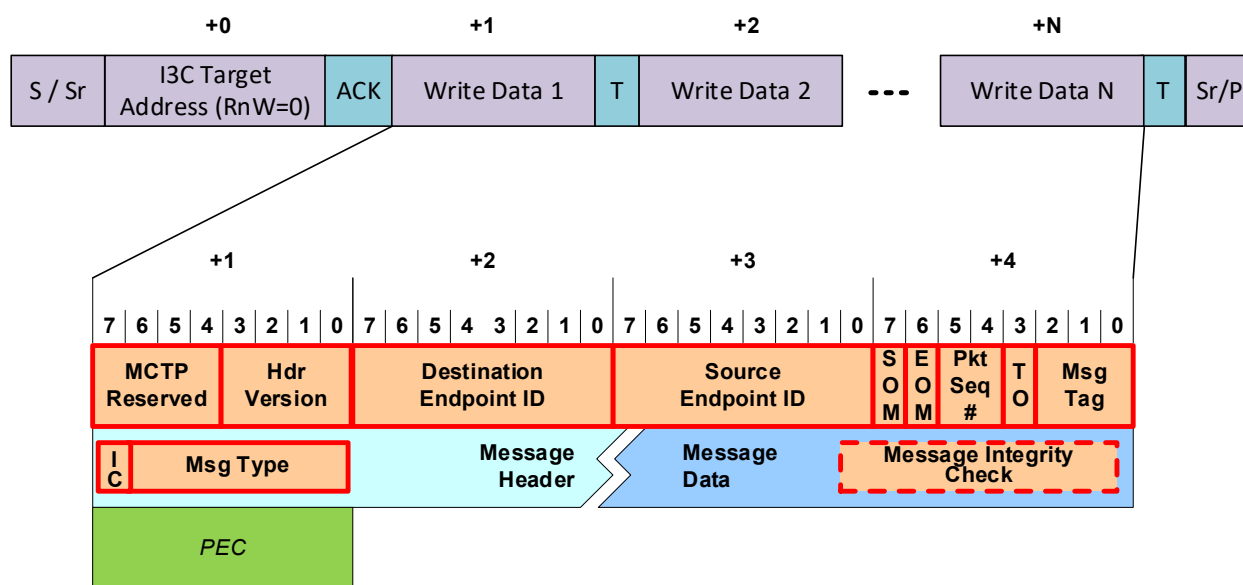 +0 +1 +2 +N
S / Sr I3C Target Address (RnW=0) ACK Write Data 1 T Write Data 2 --- Write Data N T Sr/P
+1 +2 +3 +4
7 6 5 4 3 2 1 0 7 6 5 4 3 2 1 0 7 6 5 4 3 2 1 0 7 6 5 4 3 2 1 0
MCTP Reserved Hdr Version Destination Endpoint ID Source Endpoint ID SOM EOM Pkt Seq # TO Msg Tag
IC Msg Type Message Header Message Data Message Integrity Check
PEC